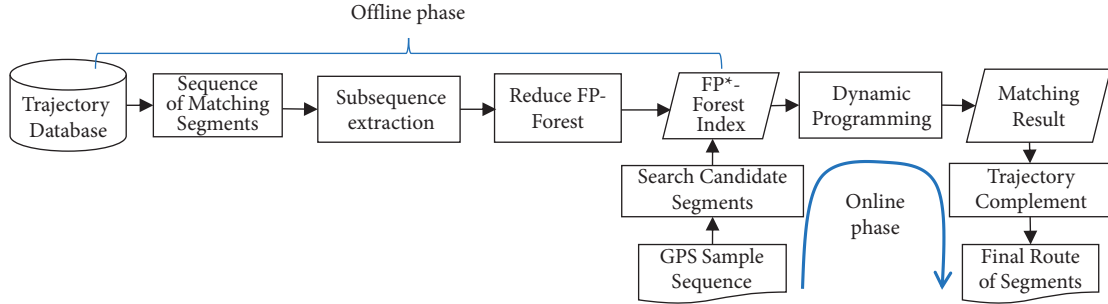 Offline phase
Trajectory
Database
Sequence
of Matching
Segments
Subsequence
extraction
Reduce FP-
Forest
FP*-
Forest
Index
Dynamic
Programming
Matching
Result
Search Candidate
Segments
Trajectory
Complement
Online
phase
GPS Sample
Sequence
Final Route
of Segments